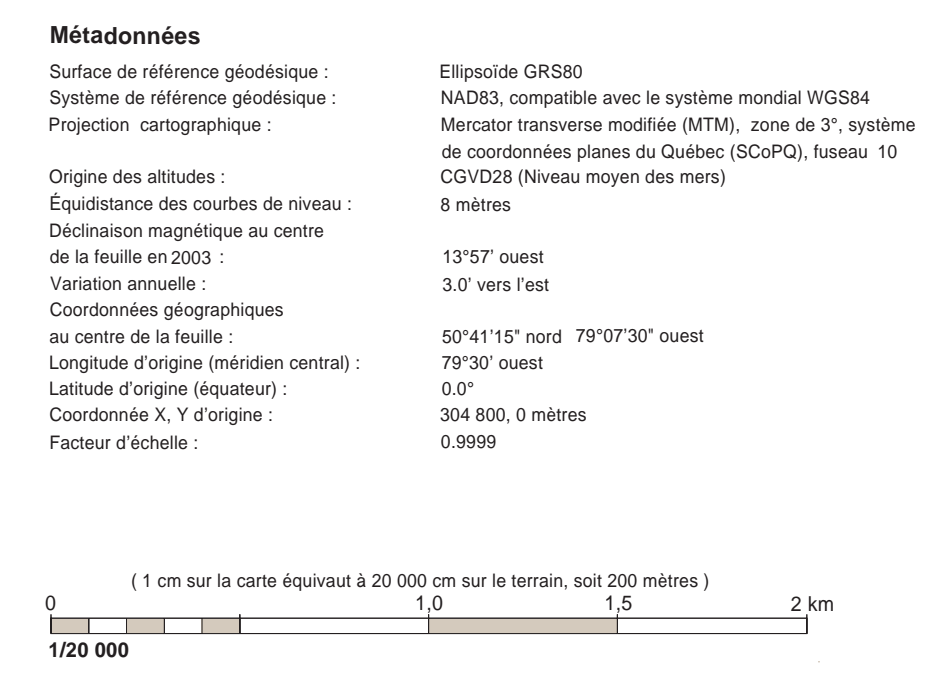 Métadonnées
Surface de référence géodésique : Ellipsoïde GRS80
Système de référence géodésique : NAD83, compatible avec le système mondial WGS84
Projection cartographique : Mercator transverse modifiée (MTM), zone de 3°, système
de coordonnées planes du Québec (SCoPQ), fuseau 10
Origine des altitudes : CGVD28 (Niveau moyen des mers)
Équidistance des courbes de niveau : 8 mètres
Déclinaison magnétique au centre
de la feuille en 2003 : 13°57’ ouest
Variation annuelle : 3.0’ vers l’est
Coordonnées géographiques
au centre de la feuille : 50°41’15" nord 79°07’30" ouest
Longitude d’origine (méridien central) : 79°30’ ouest
Latitude d’origine (équateur) : 0.0°
Coordonnée X, Y d’origine : 304 800, 0 mètres
Facteur d’échelle : 0.9999
( 1 cm sur la carte équivaut à 20 000 cm sur le terrain, soit 200 mètres )
0 1,0 1,5 2 km
1/20 000